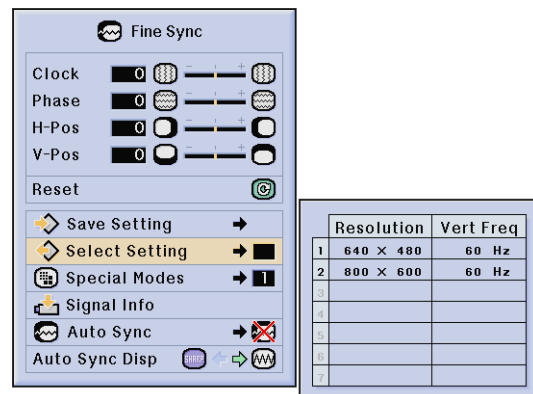 Fine Sync
Clock 0 - +
Phase 0 - +
H-Pos 0 - +
V-Pos 0 - +
Reset
Save Setting
Select Setting
Special Modes 1
Signal Info
Auto Sync
Auto Sync Disp SHARP
Resolution Vert Freq
1 640 × 480 60 Hz
2 800 × 600 60 Hz
3
4
5
6
7